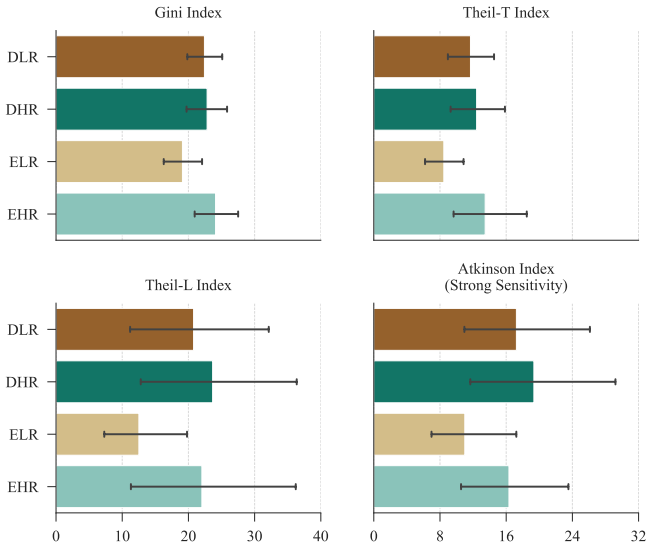 Gini Index
Theil-T Index
DLR
DHR
ELR
EHR
Theil-L Index
Atkinson Index
(Strong Sensitivity)
DLR
DHR
ELR
EHR
0 10 20 30 40
0 8 16 24 32